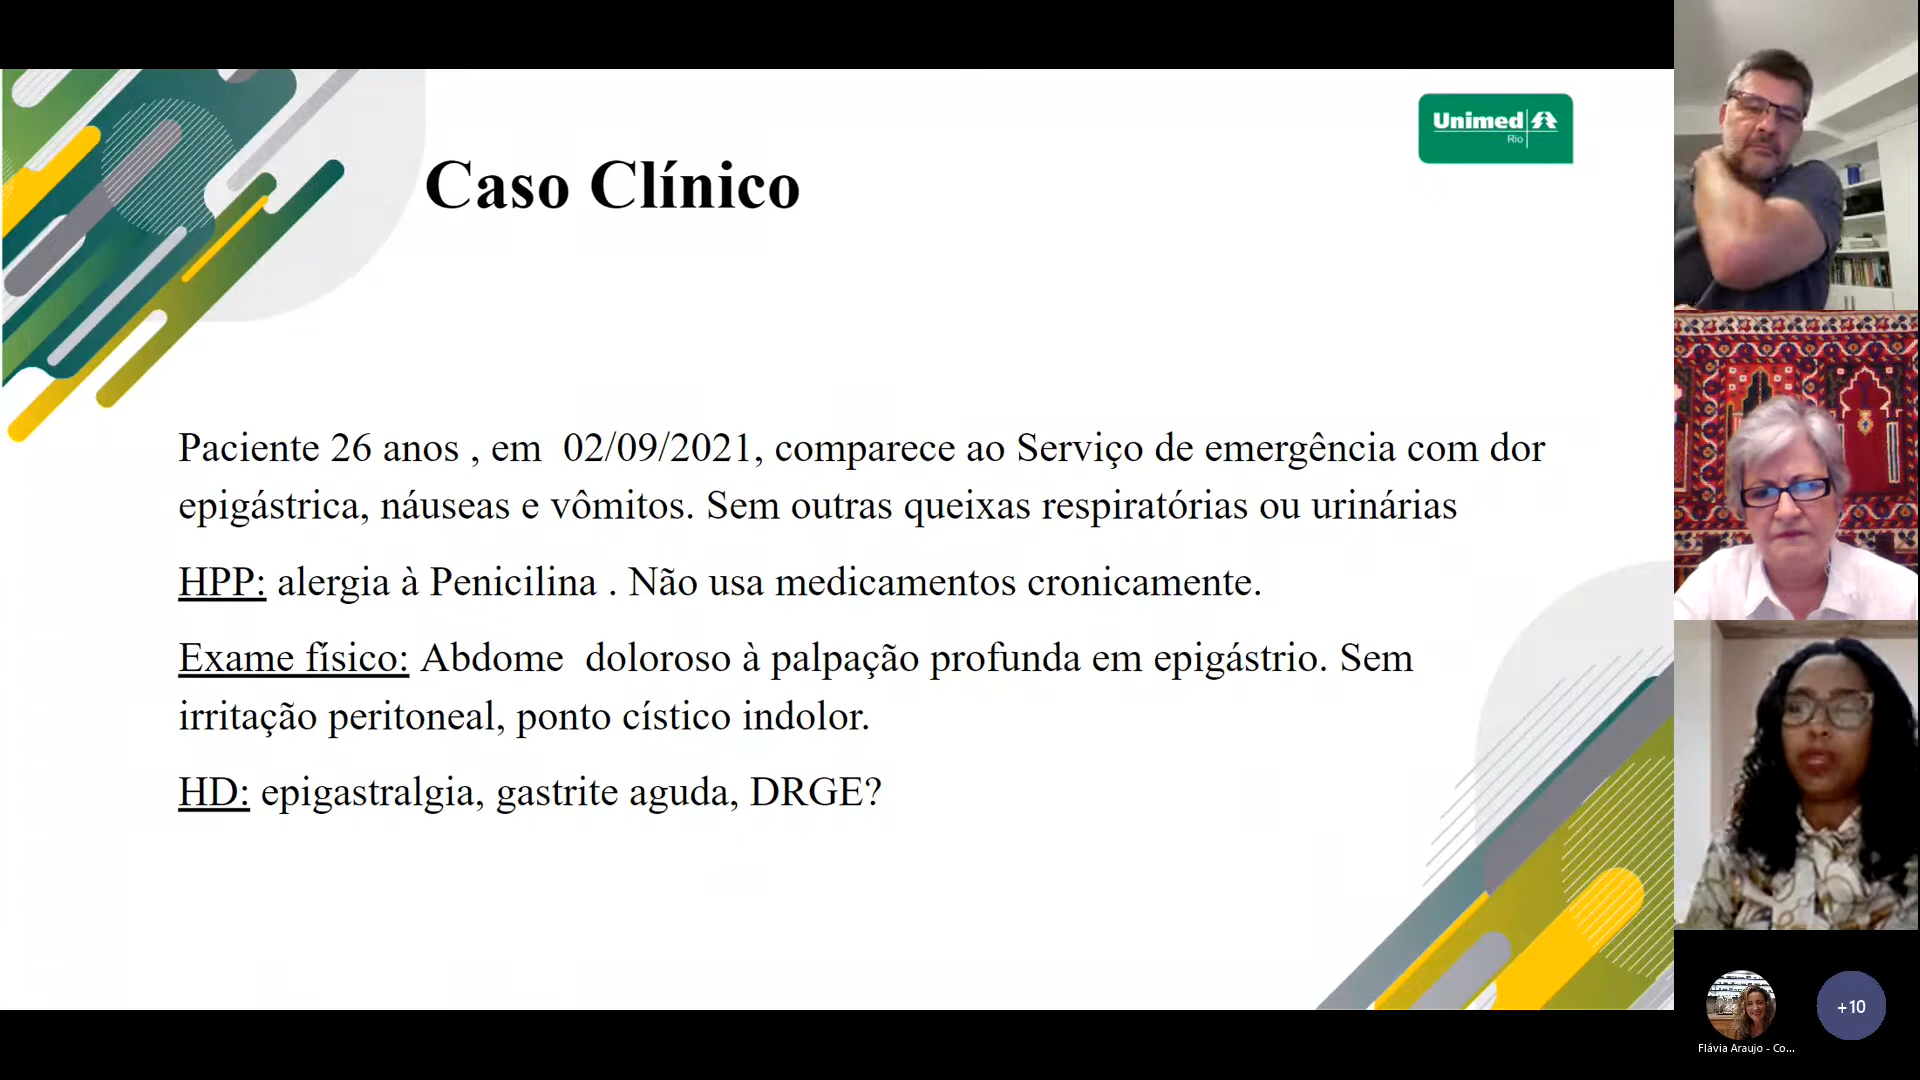 Unimed
Rio
Caso Clínico
Paciente 26 anos , em 02/09/2021, comparece ao Serviço de emergência com dor
epigástrica, náuseas e vômitos. Sem outras queixas respiratórias ou urinárias
HPP: alergia à Penicilina . Não usa medicamentos cronicamente.
Exame físico: Abdome doloroso à palpação profunda em epigástrio. Sem
irritação peritoneal, ponto cístico indolor.
HD: epigastralgia, gastrite aguda, DRGE?
+10
Flávia Araujo - Co...